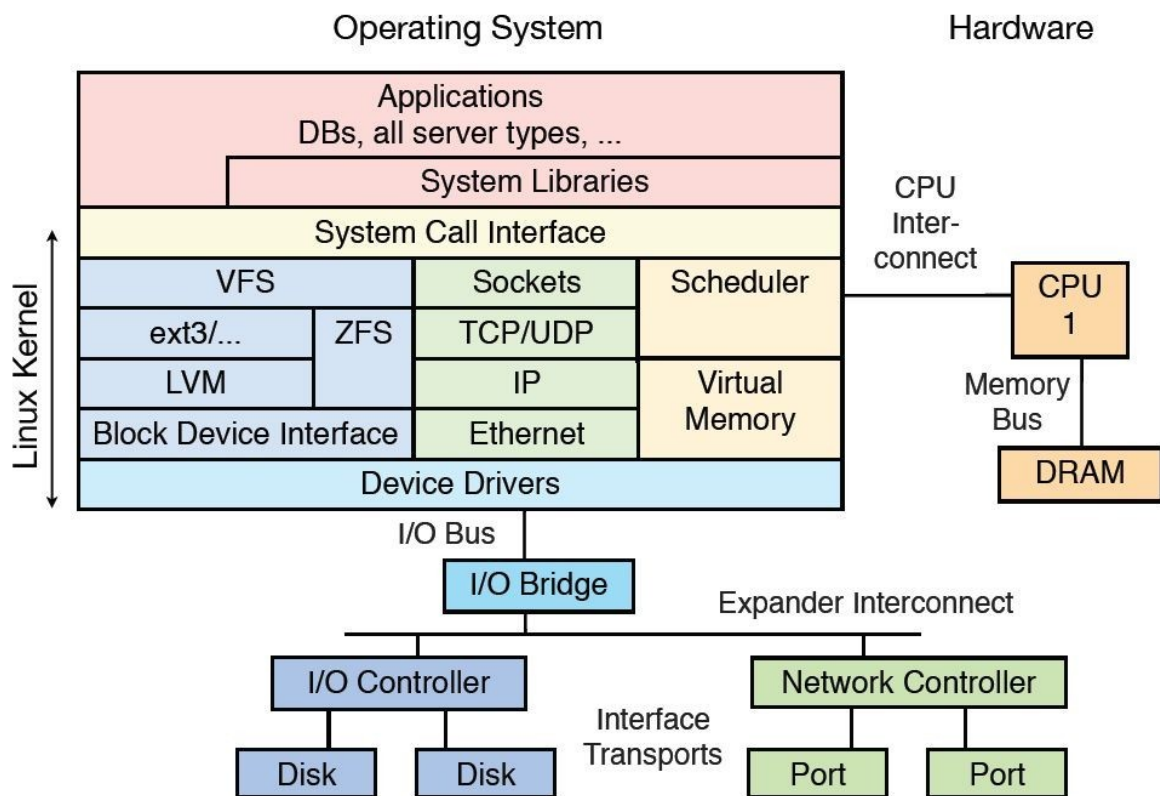 Operating System
Hardware
Applications
DBs, all server types, ...
System Libraries
System Call Interface
VFS
Sockets
Scheduler
ext3/...
ZFS
TCP/UDP
LVM
IP
Virtual
Memory
Block Device Interface
Ethernet
Device Drivers
Linux Kernel
CPU
Inter-
connect
CPU
1
Memory
Bus
DRAM
I/O Bus
I/O Bridge
Expander Interconnect
I/O Controller
Network Controller
Interface
Transports
Disk
Disk
Port
Port